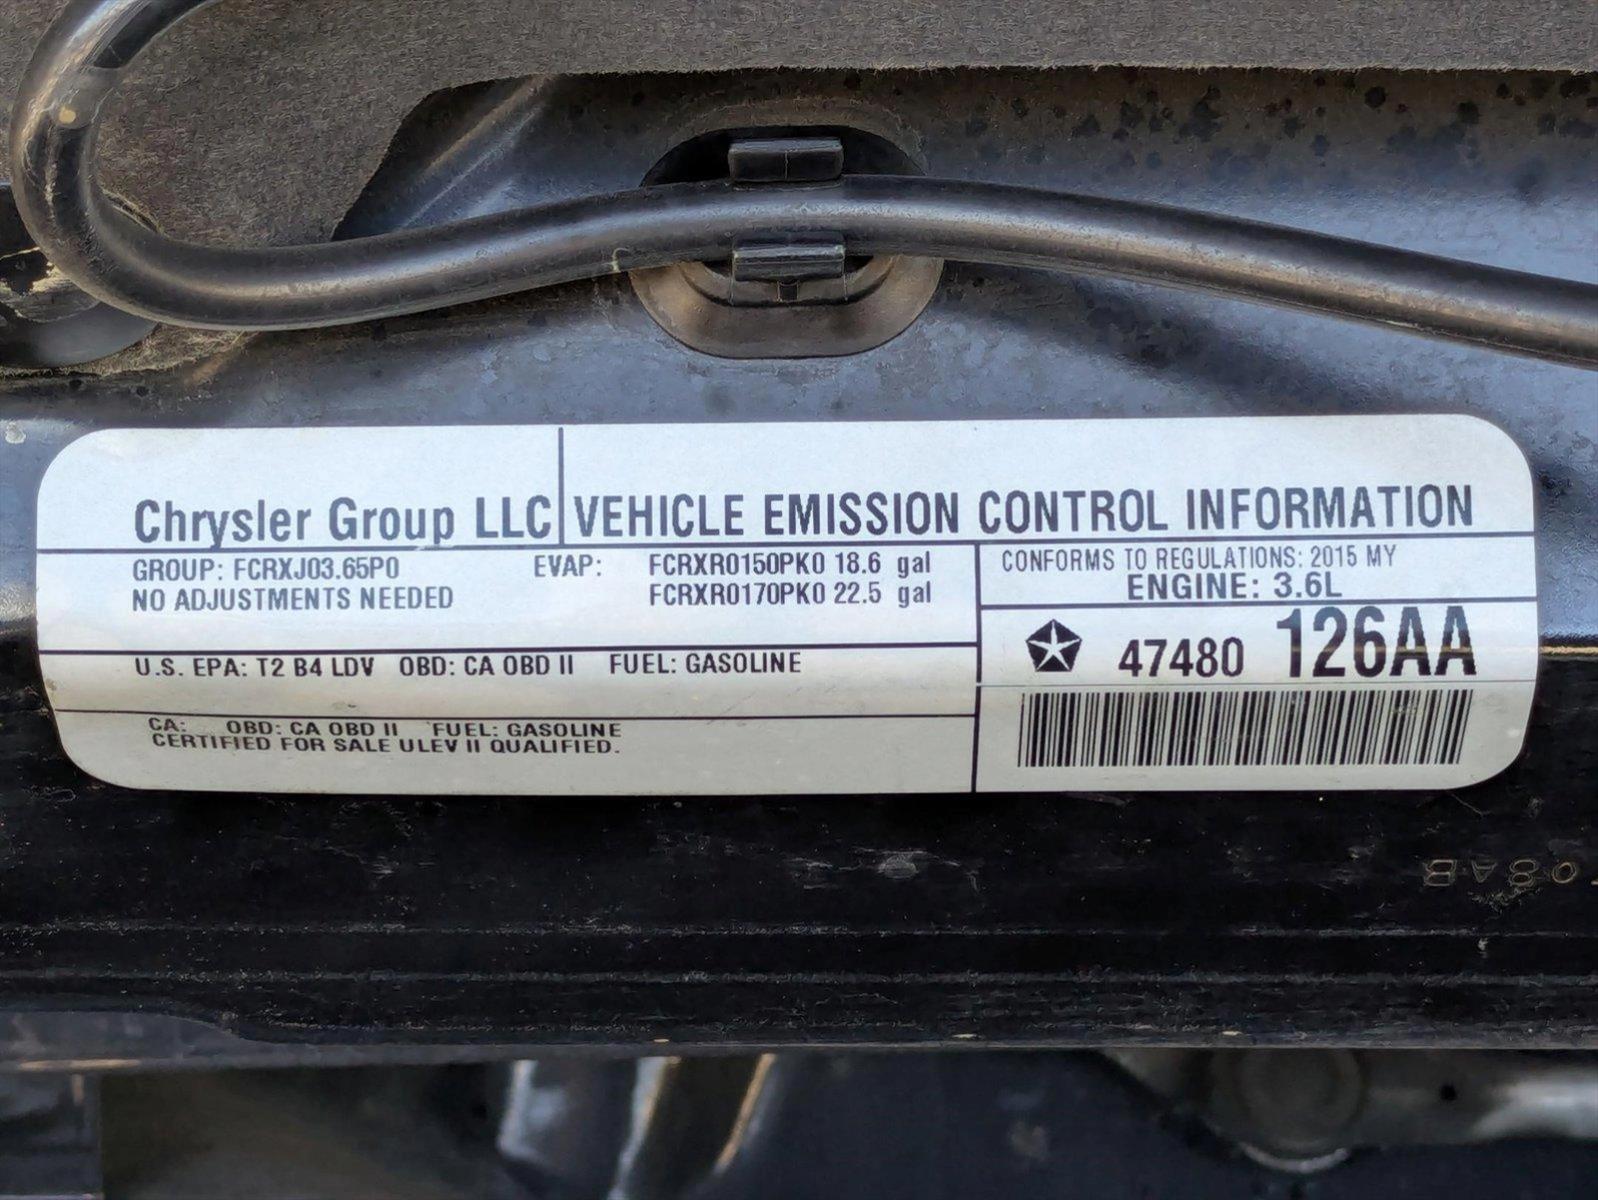 Chrysler Group LLC VEHICLE EMISSION CONTROL INFORMATION
GROUP: FCRXJ03.65P0 EVAP: FCRXR0150PK0 18.6 gal
NO ADJUSTMENTS NEEDED FCRXR0170PK0 22.5 gal
CONFORMS TO REGULATIONS: 2015 MY
ENGINE: 3.6L
47480 126AA
U.S. EPA: T2 B4 LDV OBD: CA OBD II FUEL: GASOLINE
CA: OBD: CA OBD II FUEL: GASOLINE
CERTIFIED FOR SALE ULEV II QUALIFIED.